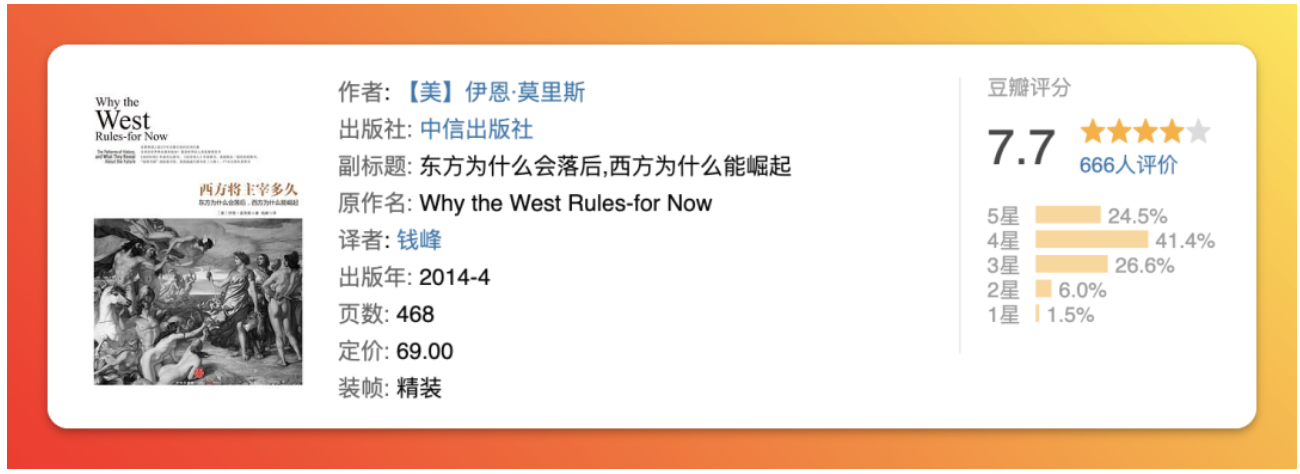 Why the
West
Rules-for Now
The Patterns of History,
and What They Reveal
About the Future
西方将主宰多久
东方为什么会落后，西方为什么能崛起
作者: 【美】伊恩·莫里斯
出版社: 中信出版社
副标题: 东方为什么会落后,西方为什么能崛起
原作名: Why the West Rules-for Now
译者: 钱峰
出版年: 2014-4
页数: 468
定价: 69.00
装帧: 精装
豆瓣评分
7.7
666人评价
5星 24.5%
4星 41.4%
3星 26.6%
2星 6.0%
1星 1.5%